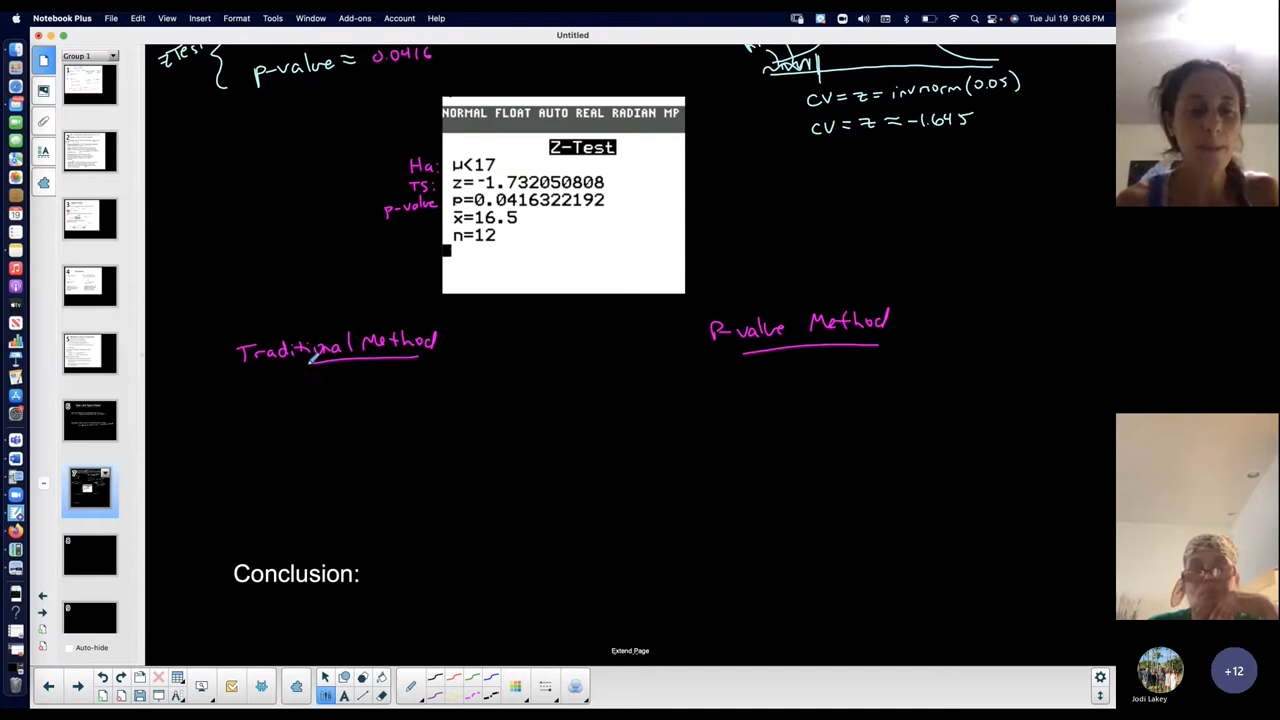 Notebook Plus File Edit View Insert Format Tools Window Add-ons Account Help Tue Jul 19 9:06 PM
Untitled
Group 1
zTest
p-value = 0.0416
CV = z = invnorm(0.05)
CV = z ≈ -1.645
NORMAL FLOAT AUTO REAL RADIAN MP
Z-Test
Ha: μ<17
TS: z=-1.732050808
p-value p=0.0416322192
x̄=16.5
n=12
Traditional Method
P-value Method
Conclusion:
Extend Page
Auto-hide
Jodi Lakey
+12